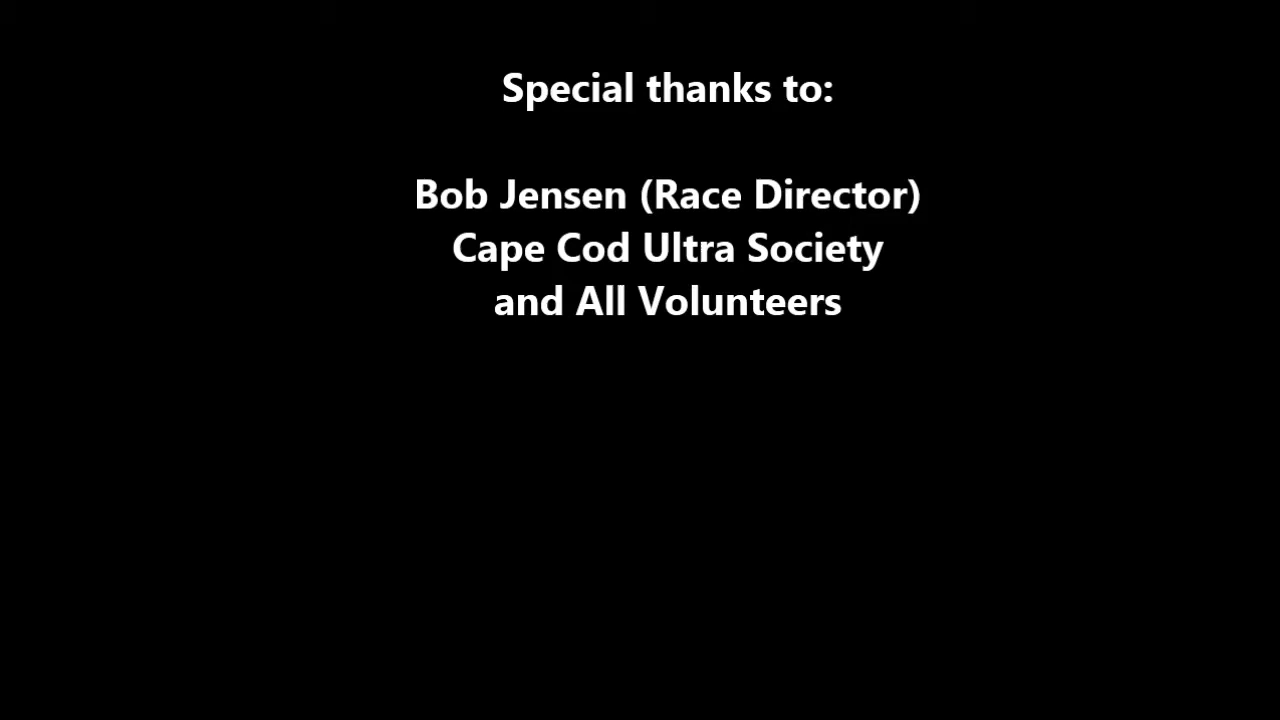 Special thanks to:
Bob Jensen (Race Director)
Cape Cod Ultra Society
and All Volunteers